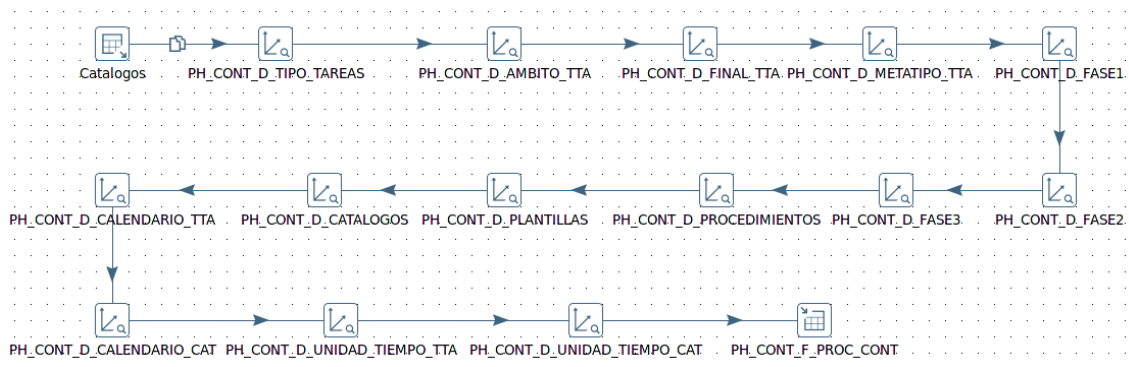 Catalogos
PH_CONT_D_TIPO_TAREAS
PH_CONT_D_AMBITO_TTA
PH_CONT_D_FINAL_TTA
PH_CONT_D_METATIPO_TTA
PH_CONT_D_FASE1
PH_CONT_D_CALENDARIO_TTA
PH_CONT_D_CATALOGOS
PH_CONT_D_PLANTILLAS
PH_CONT_D_PROCEDIMIENTOS
PH_CONT_D_FASE3
PH_CONT_D_FASE2
PH_CONT_D_CALENDARIO_CAT
PH_CONT_D_UNIDAD_TIEMPO_TTA
PH_CONT_D_UNIDAD_TIEMPO_CAT
PH_CONT_F_PROC_CONT